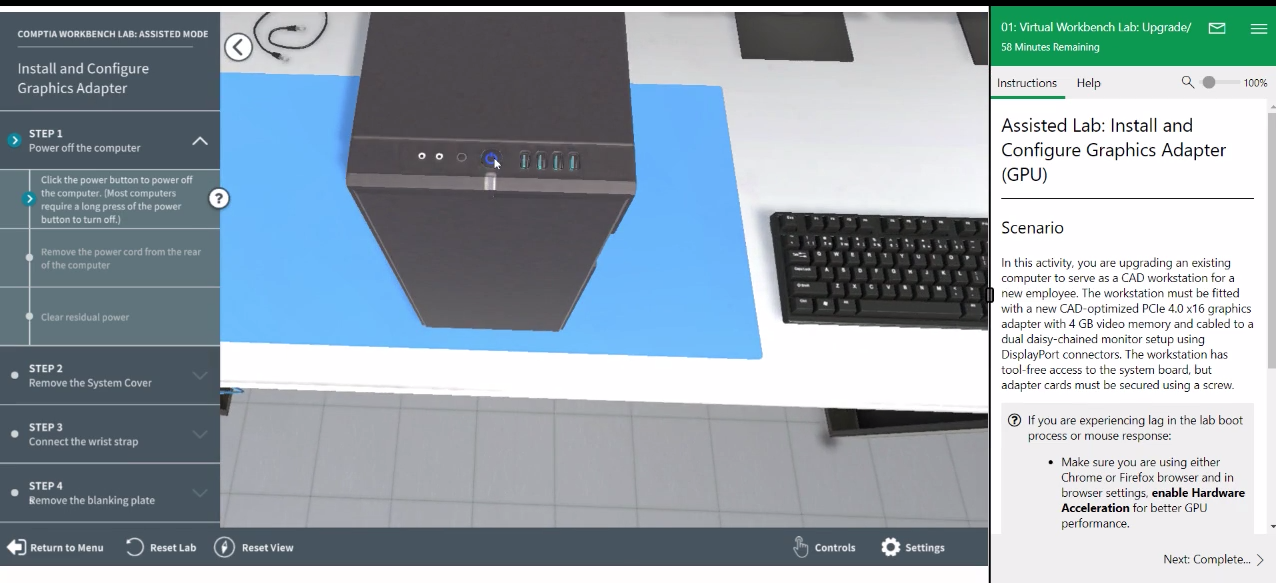 COMPTIA WORKBENCH LAB: ASSISTED MODE
Install and Configure
Graphics Adapter
STEP 1
Power off the computer
Click the power button to power off
the computer. (Most computers
require a long press of the power
button to turn off.)
?
Remove the power cord from the rear
of the computer
Clear residual power
STEP 2
Remove the System Cover
STEP 3
Connect the wrist strap
STEP 4
Remove the blanking plate
Return to Menu
Reset Lab
Reset View
Controls
Settings
01: Virtual Workbench Lab: Upgrade/
58 Minutes Remaining
Instructions
Help
100%
Assisted Lab: Install and
Configure Graphics Adapter
(GPU)
Scenario
In this activity, you are upgrading an existing
computer to serve as a CAD workstation for a
new employee. The workstation must be fitted
with a new CAD-optimized PCIe 4.0 x16 graphics
adapter with 4 GB video memory and cabled to a
dual daisy-chained monitor setup using
DisplayPort connectors. The workstation has
tool-free access to the system board, but
adapter cards must be secured using a screw.
? If you are experiencing lag in the lab boot
process or mouse response:
• Make sure you are using either
Chrome or Firefox browser and in
browser settings, enable Hardware
Acceleration for better GPU
performance.
Next: Complete...